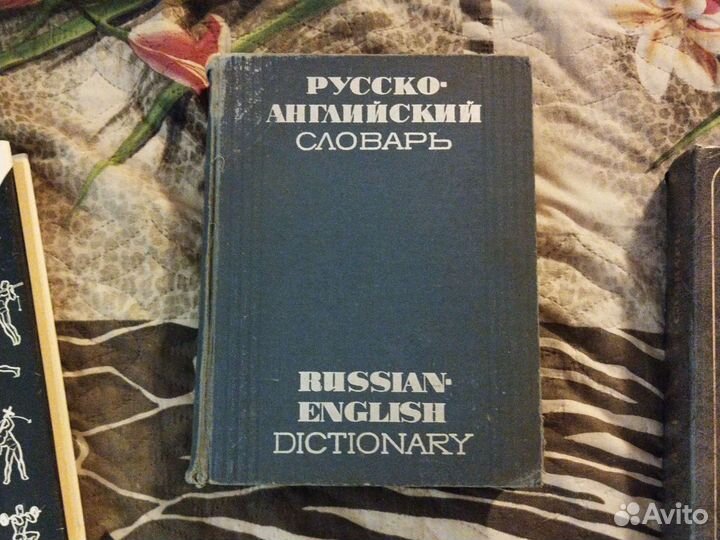 РУССКО-
АНГЛИЙСКИЙ
СЛОВАРЬ
RUSSIAN-
ENGLISH
DICTIONARY
Avito